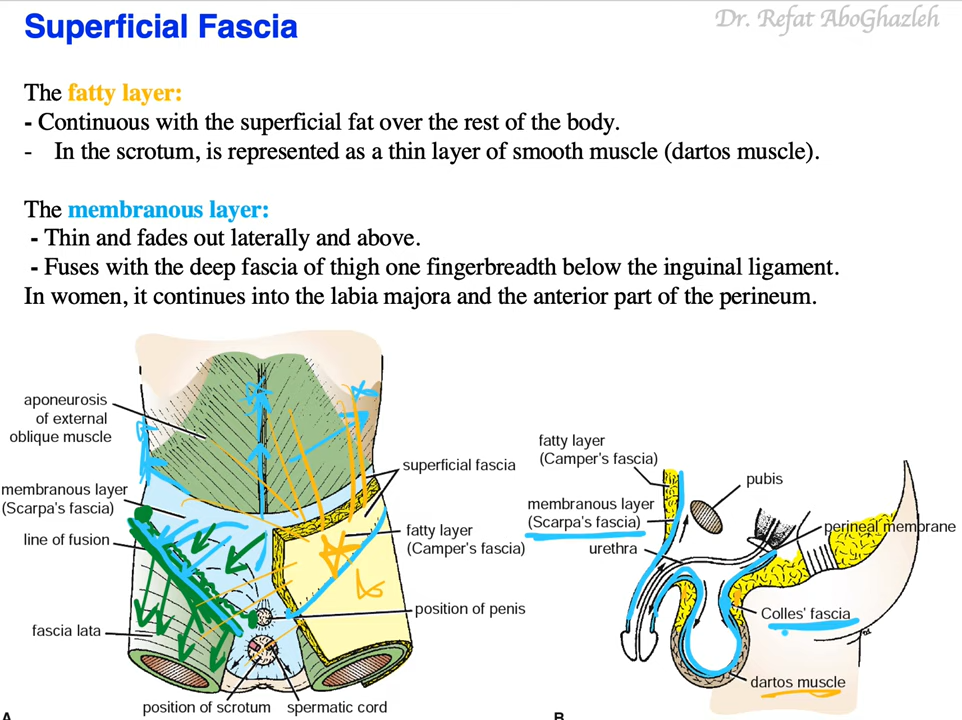 Superficial Fascia
Dr. Refat AboGhazleh
The fatty layer:
- Continuous with the superficial fat over the rest of the body.
- In the scrotum, is represented as a thin layer of smooth muscle (dartos muscle).
The membranous layer:
- Thin and fades out laterally and above.
- Fuses with the deep fascia of thigh one fingerbreadth below the inguinal ligament.
In women, it continues into the labia majora and the anterior part of the perineum.
aponeurosis
of external
oblique muscle
membranous layer
(Scarpa's fascia)
line of fusion
fascia lata
superficial fascia
fatty layer
(Camper's fascia)
position of penis
position of scrotum
spermatic cord
A
fatty layer
(Camper's fascia)
membranous layer
(Scarpa's fascia)
urethra
pubis
perineal memprane
Colles' fascia
dartos muscle
B